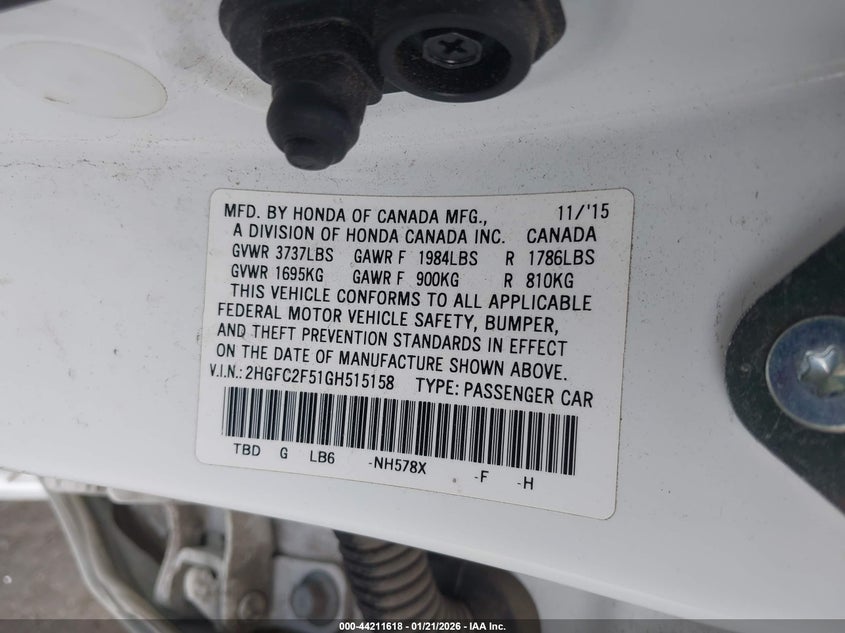 MFD. BY HONDA OF CANADA MFG., 11/'15
A DIVISION OF HONDA CANADA INC. CANADA
GVWR 3737LBS GAWR F 1984LBS R 1786LBS
GVWR 1695KG GAWR F 900KG R 810KG
THIS VEHICLE CONFORMS TO ALL APPLICABLE
FEDERAL MOTOR VEHICLE SAFETY, BUMPER,
AND THEFT PREVENTION STANDARDS IN EFFECT
ON THE DATE OF MANUFACTURE SHOWN ABOVE.
V.I.N.: 2HGFC2F51GH515158 TYPE: PASSENGER CAR
TBD G LB6 -NH578X -F -H
000-44211618 - 01/21/2026 - IAA Inc.